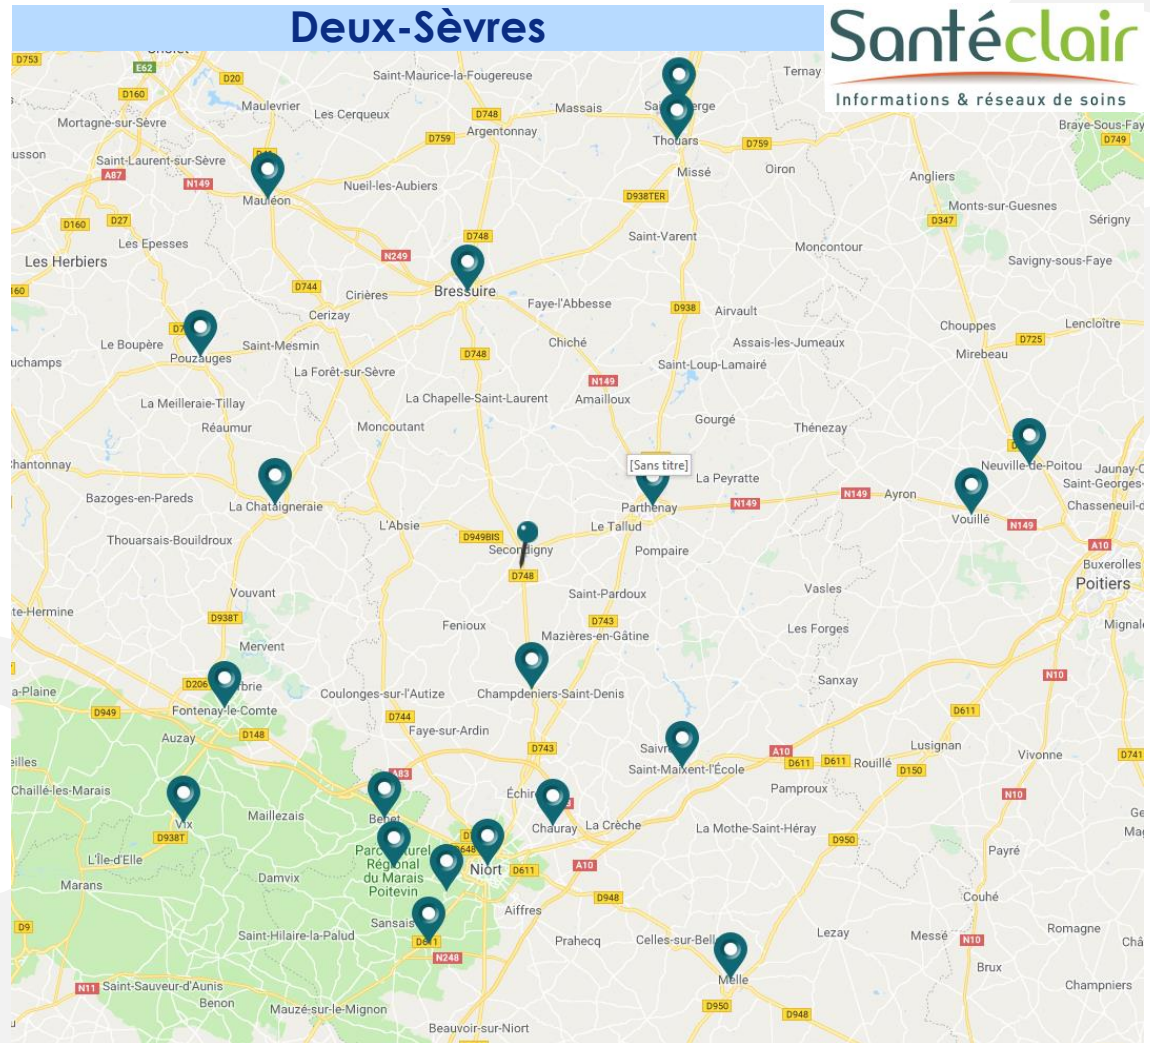 Deux-Sèvres
Santéclair
Informations & réseaux de soins
D753
E62
D20
Saint-Maurice-la-Fougereuse
Ternay
D160
Maulevrier
Les Cerqueux
D748
Massais
Mortagne-sur-Sèvre
Argentonnay
D759
Thouars
D759
Braye-Sous-Fay
D749
Saint-Laurent-sur-Sèvre
A87
N149
Nueil-les-Aubiers
Missé
Oiron
Angliers
Mauléon
D938TER
Monts-sur-Guesnes
D160
D27
D347
Sérigny
Les Epesses
D748
Saint-Varent
Moncontour
Les Herbiers
N249
Savigny-sous-Faye
D744
Cirières
Bressuire
Faye-l'Abbesse
D938
Airvault
Cerizay
Chouppes
Lencloître
Le Boupère
Saint-Mesmin
Chiché
Assais-les-Jumeaux
D725
Pouzauges
D748
Mirebeau
La Forêt-sur-Sèvre
Saint-Loup-Lamairé
N149
La Meilleraie-Tillay
La Chapelle-Saint-Laurent
Amailloux
Réaumur
Moncoutant
Gourgé
Thénezay
[Sans titre]
Neuville-de-Poitou
La Peyratte
Saint-Georges-
Bazoges-en-Pareds
La Chataigneraie
Parthenay
N149
N149
Ayron
Chasseneuil-d
L'Absie
Le Tallud
Vouillé
N149
Thouarsais-Bouildroux
D949BIS
Secondigny
Pompaire
A10
Buxerolles
D748
Poitiers
Vouvant
Saint-Pardoux
Vasles
D938T
Fenioux
D743
Les Forges
Mervent
Mazières-en-Gâtine
N10
D206
Coulonges-sur-l'Autize
Champdeniers-Saint-Denis
Sanxay
Fontenay-le-Comte
D949
D744
D611
D148
Faye-sur-Ardin
Auzay
D743
Lusignan
Vivonne
D741
A10
Saint-Maixent-l'École
D611
D611
Rouillé
D150
A83
Chaillé-les-Marais
Pamproux
N10
Maillezais
Benet
Vix
Chauray
La Crèche
La Mothe-Saint-Héray
D938T
D950
L'Île-d'Elle
Parc Naturel
Régional
du Marais
Poitevin
D648
Payré
Niort
D611
A10
Marans
Damvix
D948
Couhé
Aiffres
D9
Saint-Hilaire-la-Palud
D611
Prahecq
Lezay
Messé
N10
Romagne
N248
Brux
Melle
N11
Saint-Sauveur-d'Aunis
Champniers
Benon
Mauzé-sur-le-Mignon
D950
D948
Beauvoir-sur-Niort